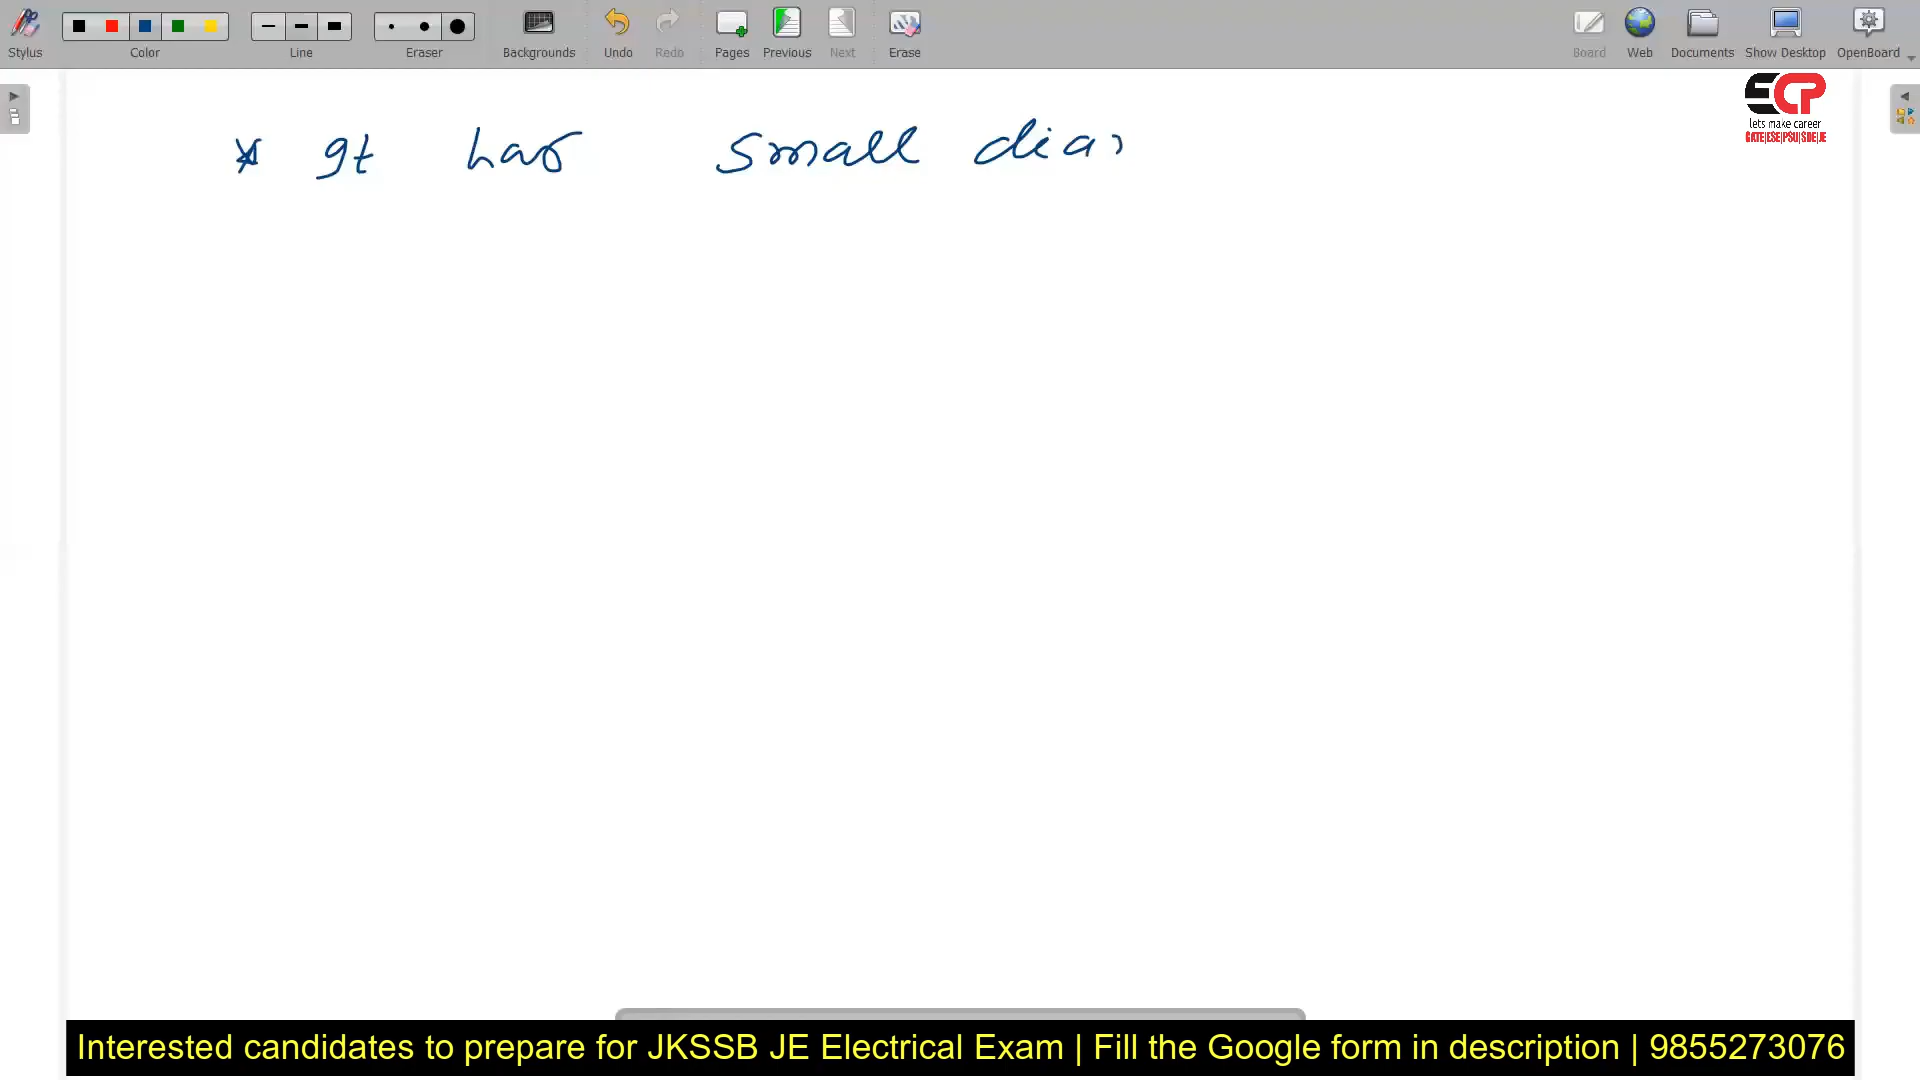 Stylus Color Line Eraser Backgrounds Undo Redo Pages Previous Next Erase Board Web Documents Show Desktop OpenBoard
ECP
lets make career
GATE|ESE|PSU|SDE|JE
* It has small dia
Interested candidates to prepare for JKSSB JE Electrical Exam | Fill the Google form in description | 9855273076